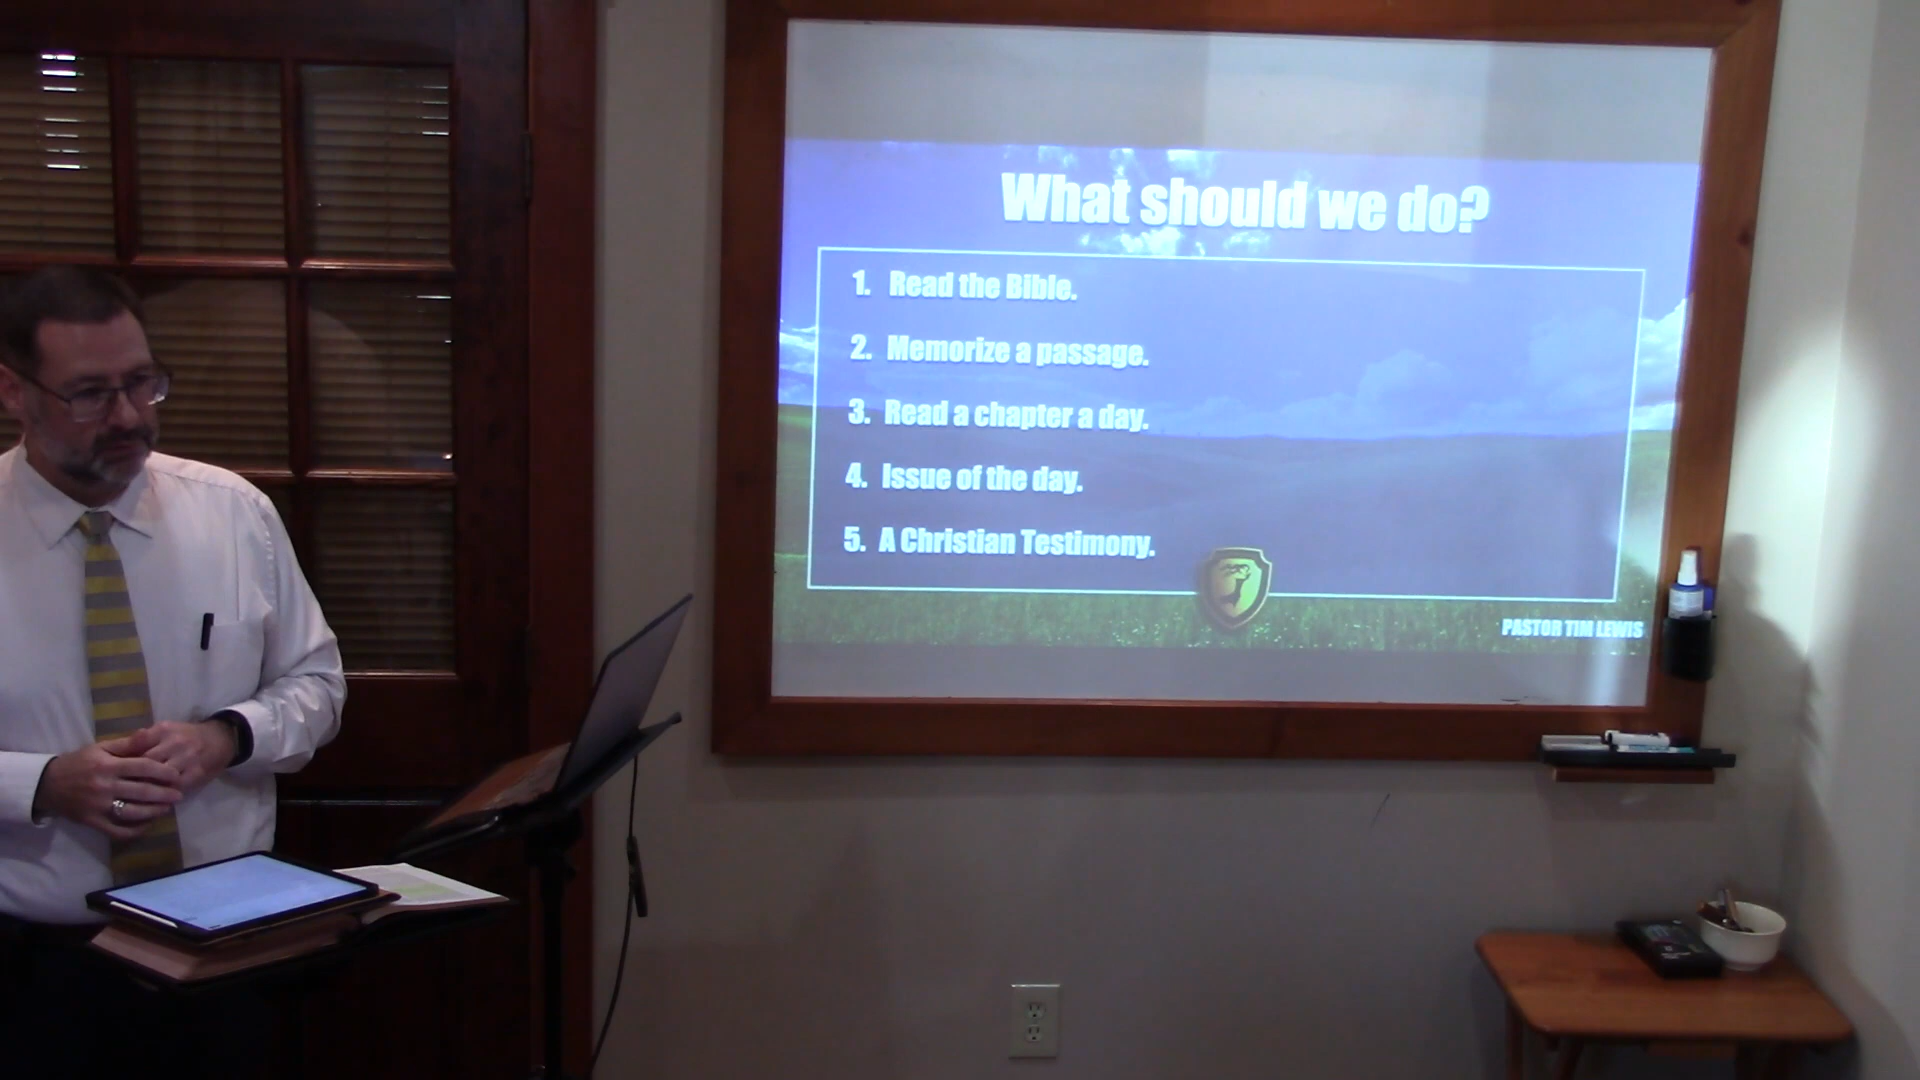 What should we do?
1. Read the Bible.
2. Memorize a passage.
3. Read a chapter a day.
4. Issue of the day.
5. A Christian Testimony.
PASTOR TIM LEWIS